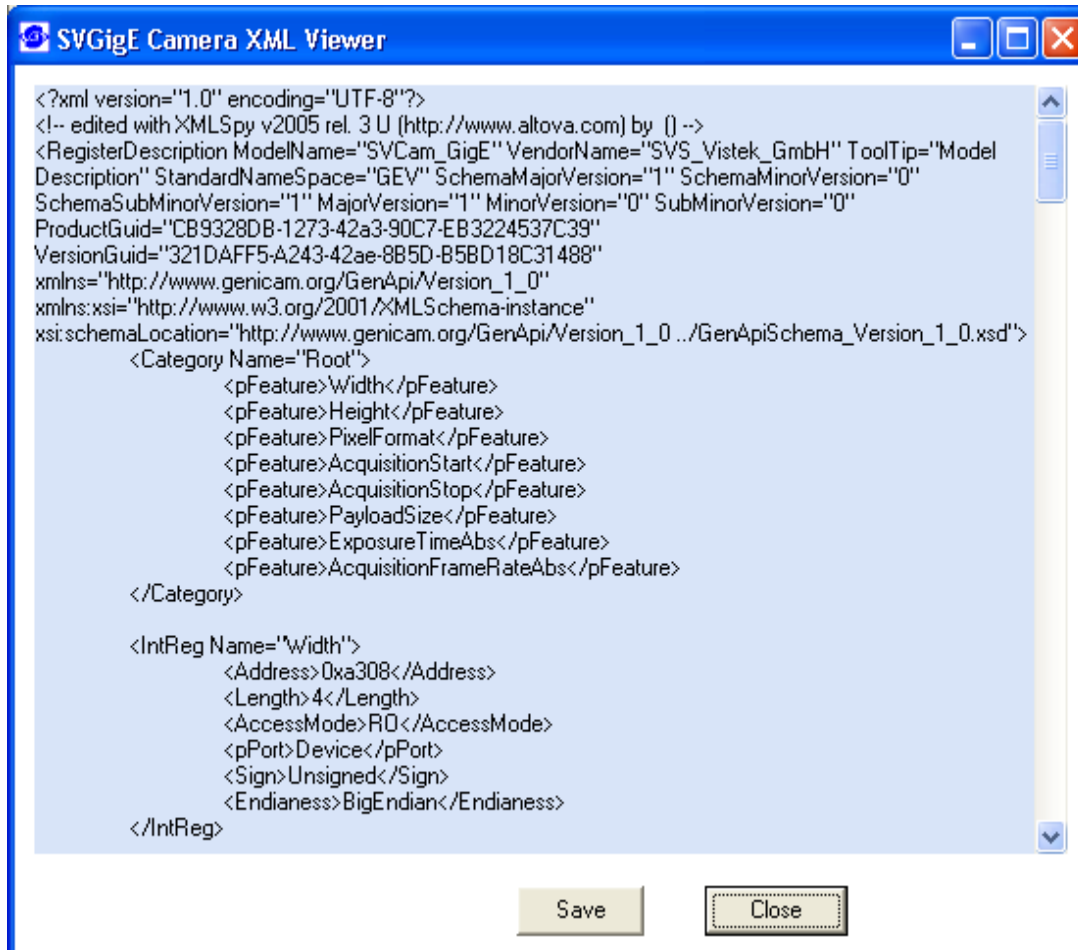 SVGigE Camera XML Viewer
<?xml version="1.0" encoding="UTF-8"?>
<!-- edited with XMLSpy v2005 rel. 3 U (http://www.altova.com) by  () -->
<RegisterDescription ModelName="SVCam_GigE" VendorName="SVS_Vistek_GmbH" ToolTip="Model
Description" StandardNameSpace="GEV" SchemaMajorVersion="1" SchemaMinorVersion="0"
SchemaSubMinorVersion="1" MajorVersion="1" MinorVersion="0" SubMinorVersion="0"
ProductGuid="CB9328DB-1273-42a3-90C7-EB3224537C39"
VersionGuid="321DAFF5-A243-42ae-8B5D-B5BD18C31488"
xmlns="http://www.genicam.org/GenApi/Version_1_0"
xmlns:xsi="http://www.w3.org/2001/XMLSchema-instance"
xsi:schemaLocation="http://www.genicam.org/GenApi/Version_1_0 ../GenApiSchema_Version_1_0.xsd">
<Category Name="Root">
<pFeature>Width</pFeature>
<pFeature>Height</pFeature>
<pFeature>PixelFormat</pFeature>
<pFeature>AcquisitionStart</pFeature>
<pFeature>AcquisitionStop</pFeature>
<pFeature>PayloadSize</pFeature>
<pFeature>ExposureTimeAbs</pFeature>
<pFeature>AcquisitionFrameRateAbs</pFeature>
</Category>
<IntReg Name="Width">
<Address>0xa308</Address>
<Length>4</Length>
<AccessMode>RO</AccessMode>
<pPort>Device</pPort>
<Sign>Unsigned</Sign>
<Endianess>BigEndian</Endianess>
</IntReg>
Save
Close